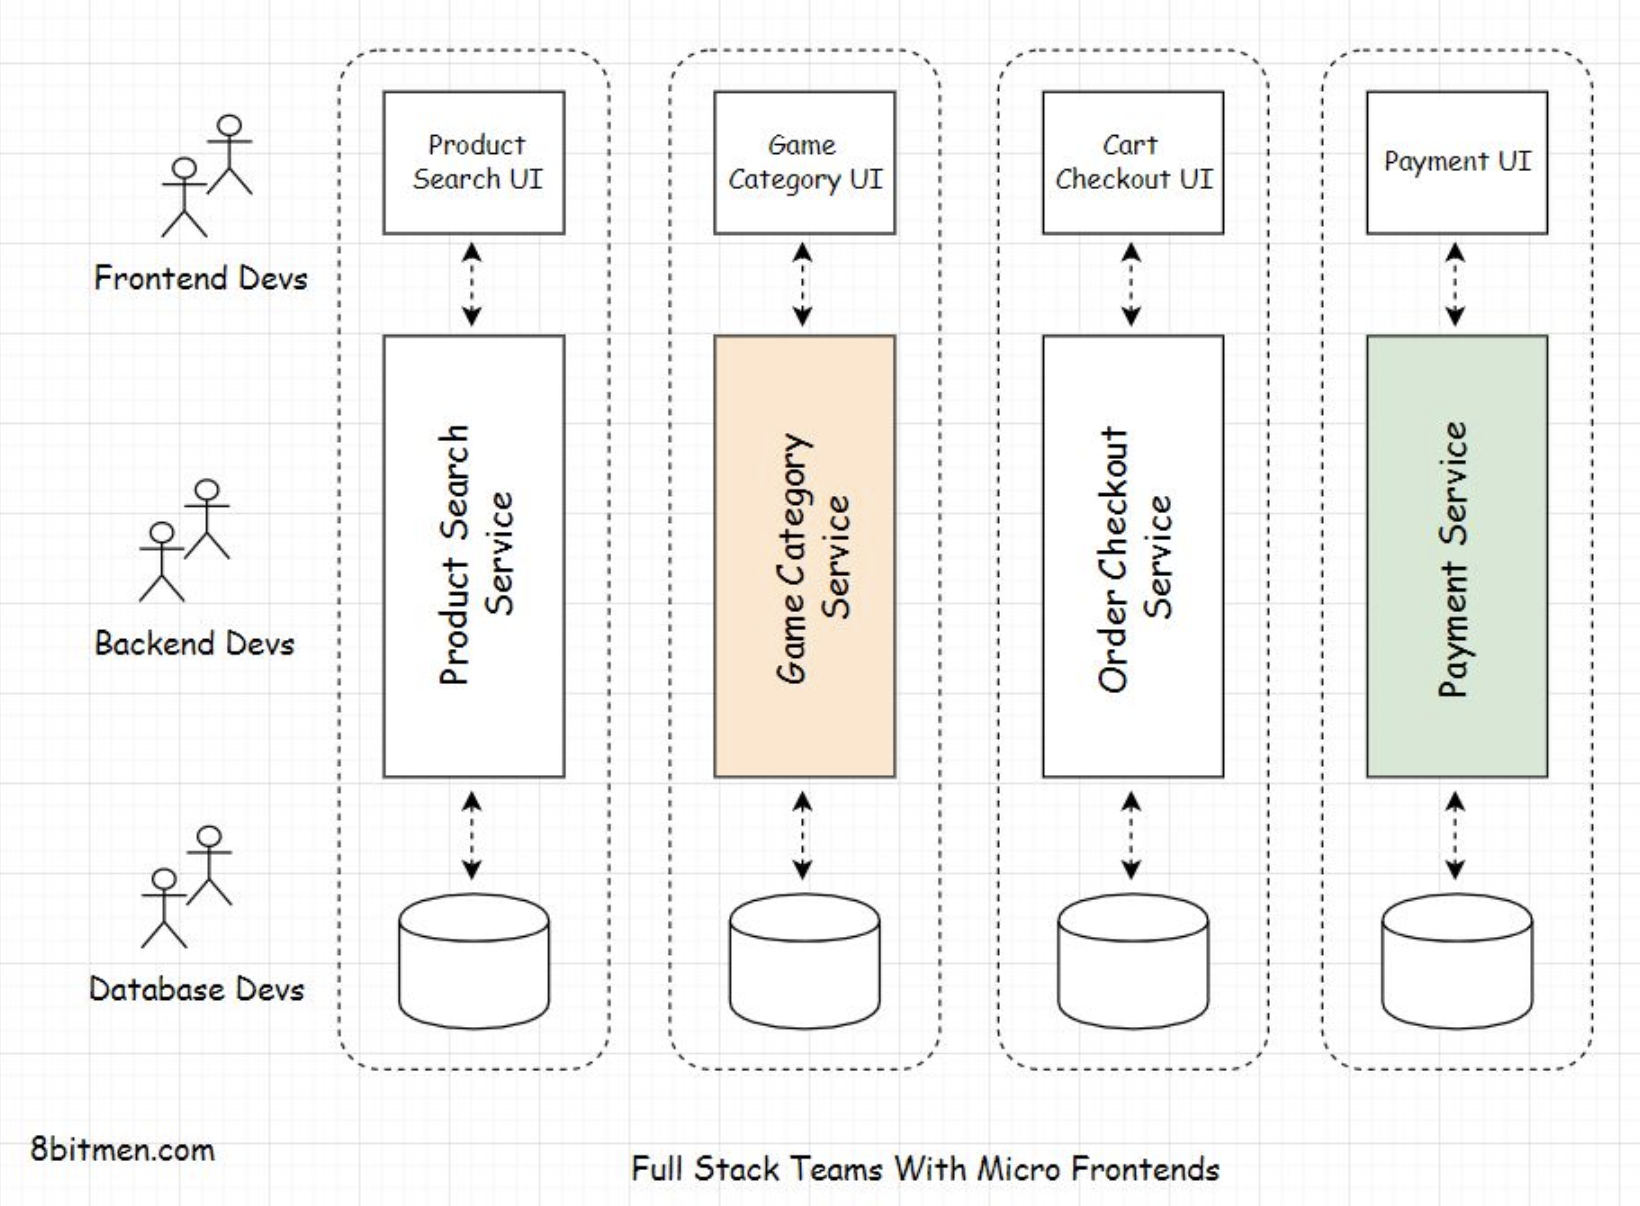 Product
Search UI
Game
Category UI
Cart
Checkout UI
Payment UI
Frontend Devs
Product Search
Service
Game Category
Service
Order Checkout
Service
Payment Service
Backend Devs
Database Devs
8bitmen.com
Full Stack Teams With Micro Frontends